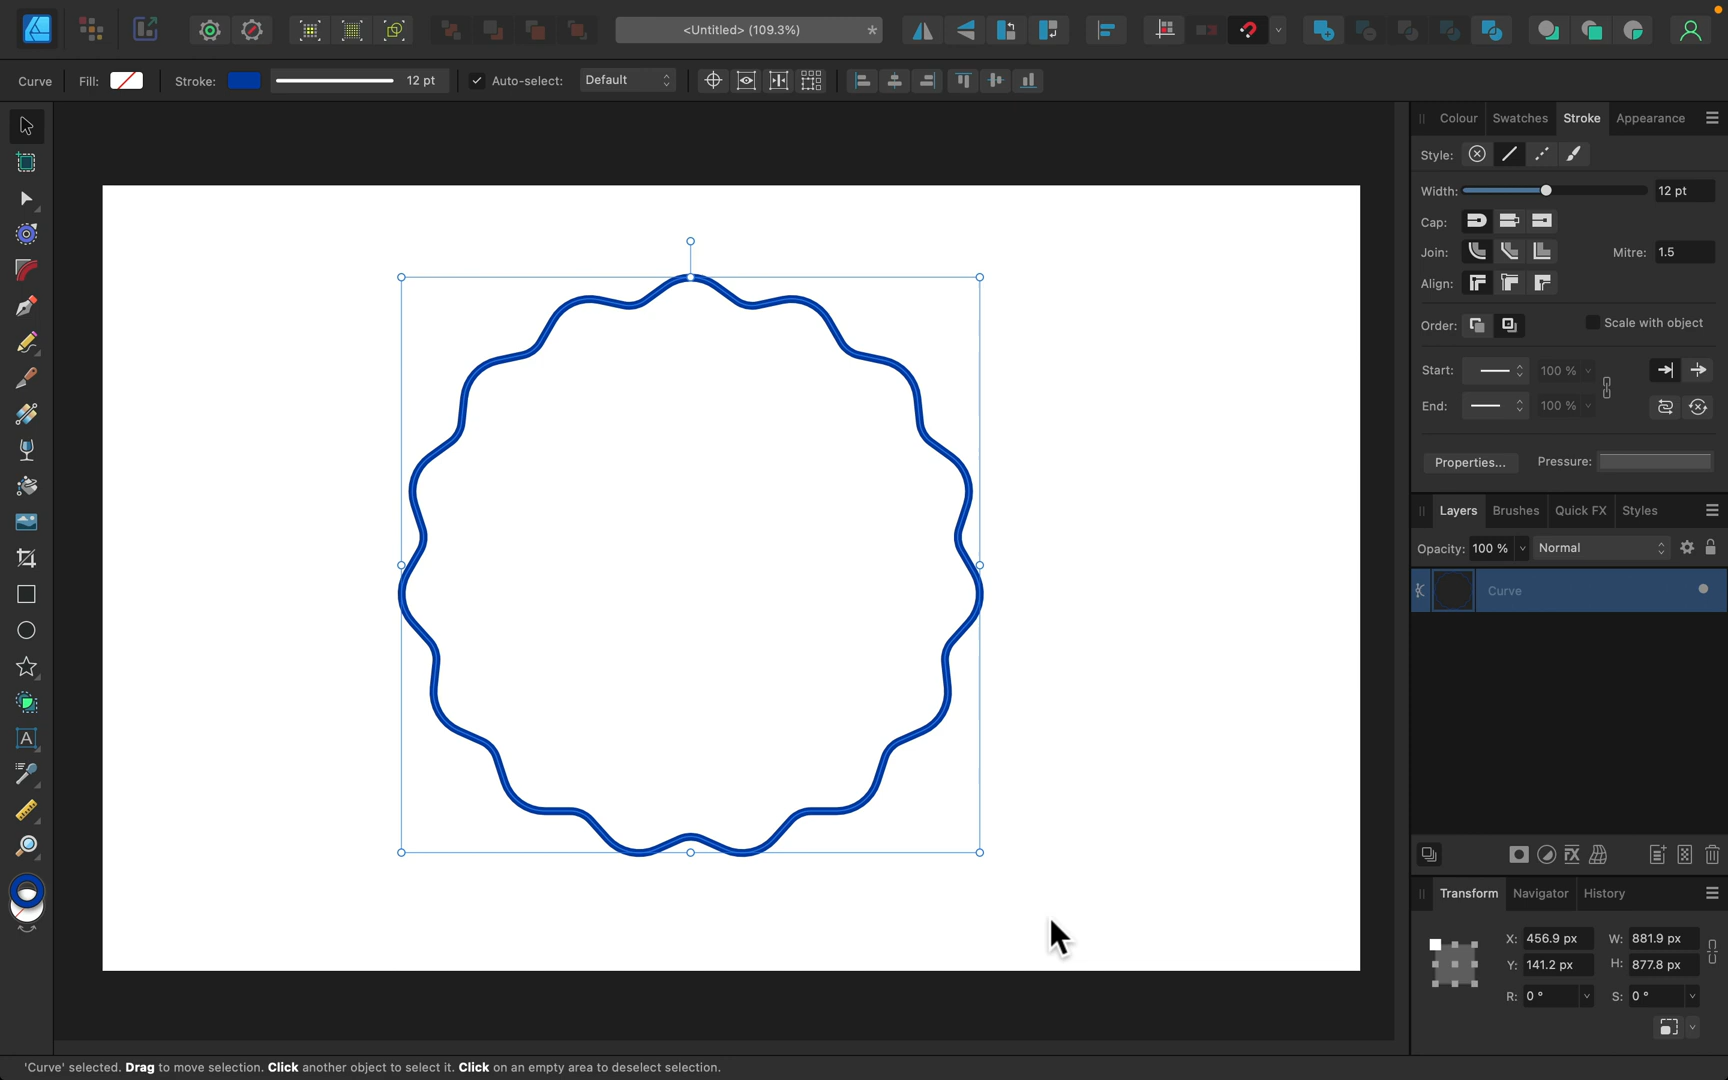 <Untitled> (109.3%) *
Curve Fill: Stroke: 12 pt Auto-select: Default
Colour Swatches Stroke Appearance
Style:
Width: 12 pt
Cap:
Join: Mitre: 1.5
Align:
Order: Scale with object
Start: 100 %
End: 100 %
Properties... Pressure:
Layers Brushes Quick FX Styles
Opacity: 100 % Normal
Curve
FX
Transform Navigator History
X: 456.9 px W: 881.9 px
Y: 141.2 px H: 877.8 px
R: 0 ° S: 0 °
A
'Curve' selected. Drag to move selection. Click another object to select it. Click on an empty area to deselect selection.